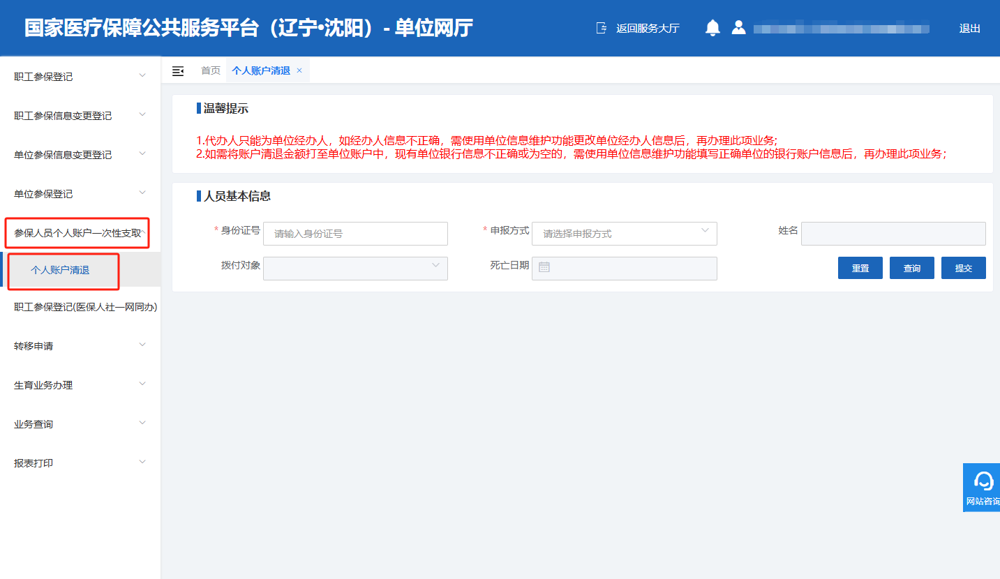 国家医疗保障公共服务平台（辽宁•沈阳）- 单位网厅
返回服务大厅
退出
职工参保登记
职工参保信息变更登记
单位参保信息变更登记
单位参保登记
参保人员个人账户一次性支取
个人账户清退
职工参保登记(医保人社一网同办)
转移申请
生育业务办理
业务查询
报表打印
首页
个人账户清退 ×
温馨提示
1.代办人只能为单位经办人，如经办人信息不正确，需使用单位信息维护功能更改单位经办人信息后，再办理此项业务;
2.如需将账户清退金额打至单位账户中，现有单位银行信息不正确或为空的，需使用单位信息维护功能填写正确单位的银行账户信息后，再办理此项业务；
人员基本信息
* 身份证号 请输入身份证号
* 申报方式 请选择申报方式
姓名
拨付对象
死亡日期
重置
查询
提交
网站咨询